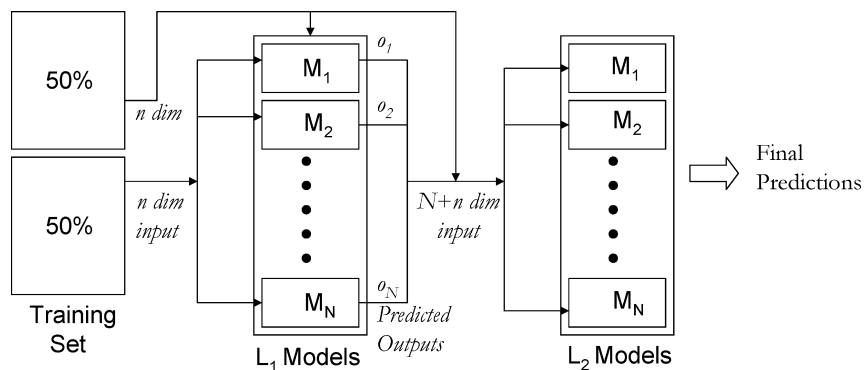 50%
n dim
50%
n dim
input
Training
Set
M1
M2
MN
L1 Models
o1
o2
oN
Predicted
Outputs
N+n dim
input
M1
M2
MN
L2 Models
Final
Predictions